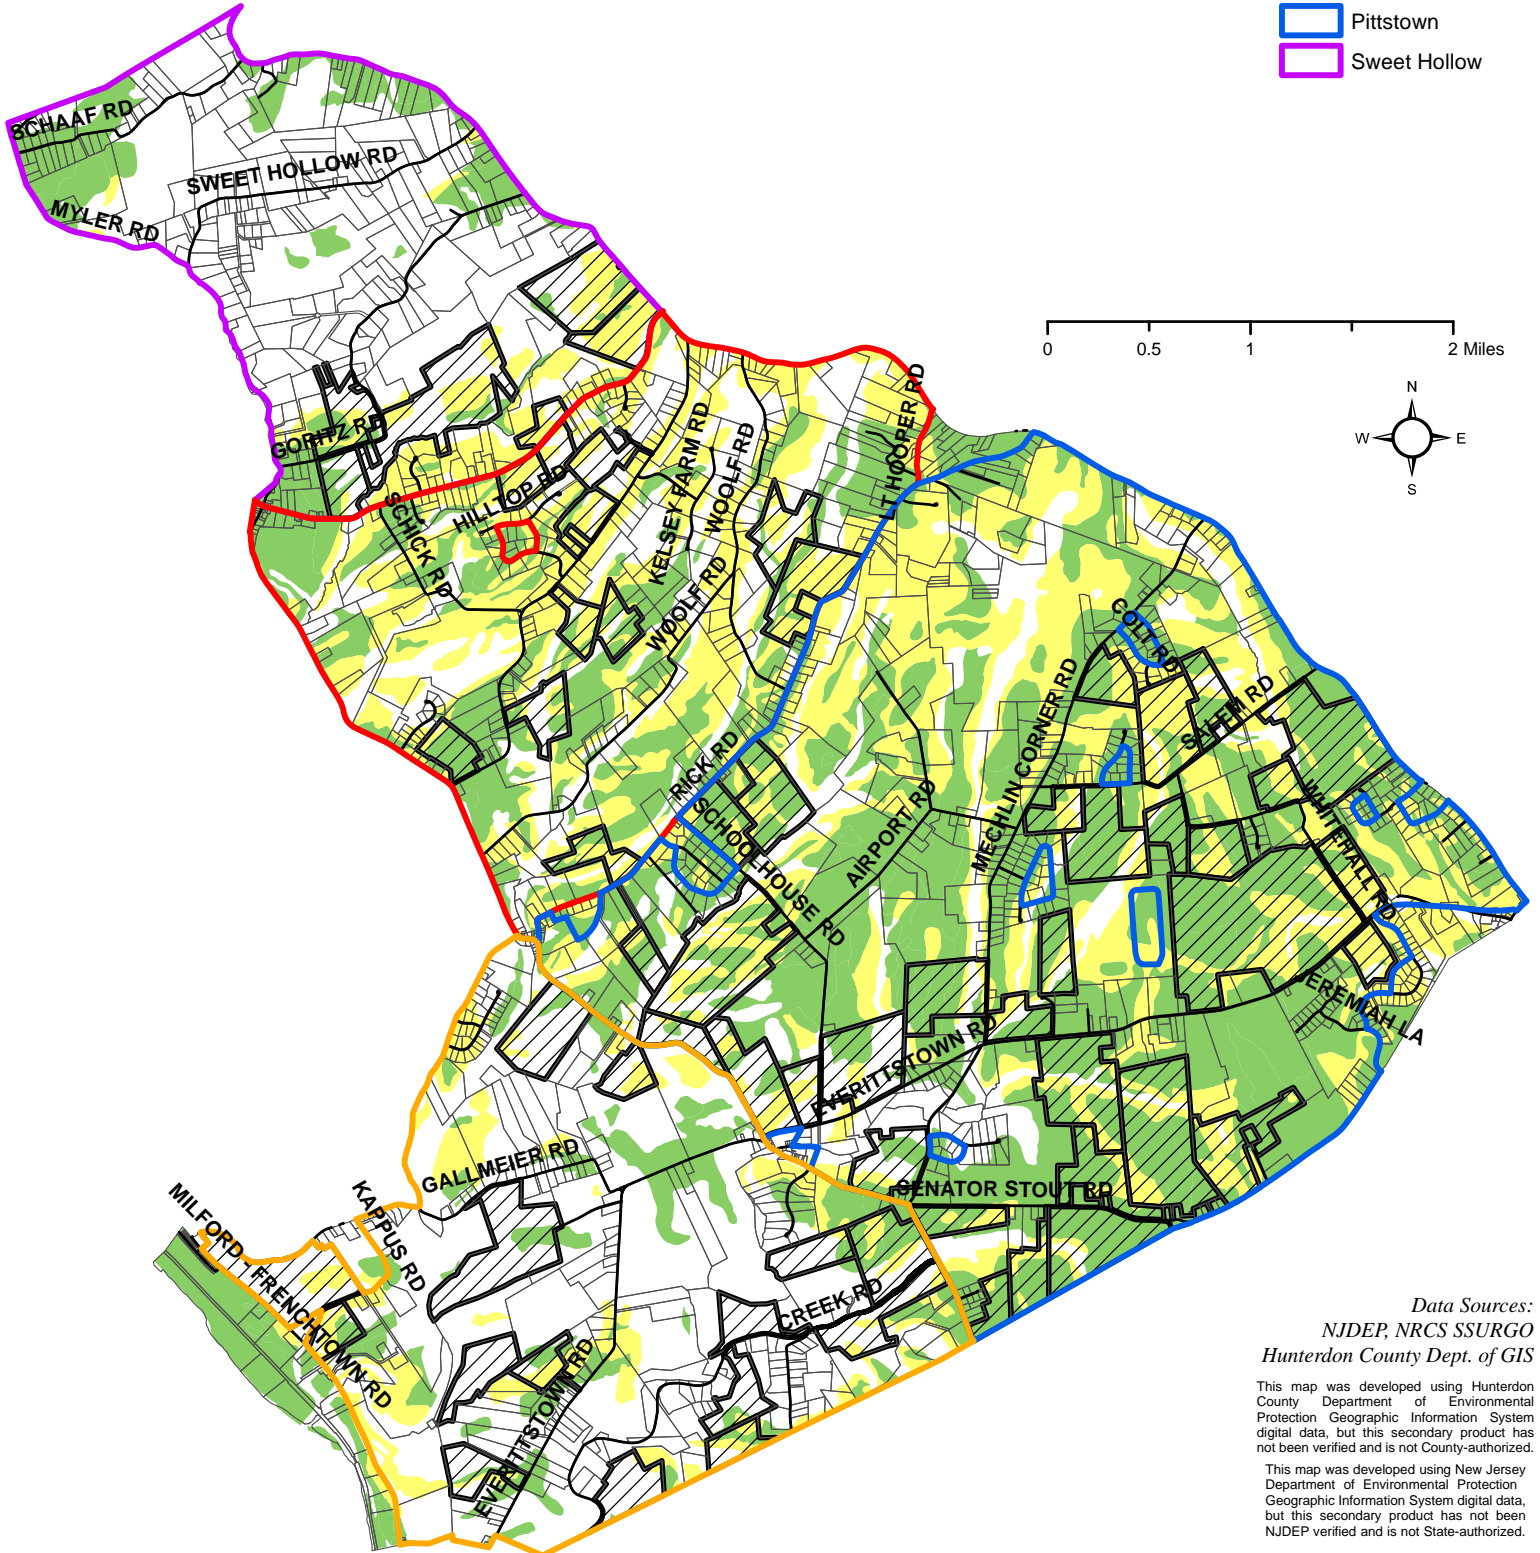 Pittstown
Sweet Hollow
SCHAAF RD
SWEET HOLLOW RD
MYLER RD
0 0.5 1 2 Miles
N
W E
S
GORITZ RD
HILLTOP RD
SCHICK RD
KELSEY FARM RD
WOOLF RD
WOOLF RD
LT HOOPER RD
COLT RD
SALEM RD
MECHLIN CORNER RD
WHITEHALL RD
RICK RD
SCHOOLHOUSE RD
AIRPORT RD
JEREMIAH LA
EVERITTSTOWN RD
GALLMEIER RD
SENATOR STOUT RD
KAPPUS RD
MILFORD - FRENCHTOWN RD
CREEK RD
EVERITTSTOWN RD
Data Sources:
NJDEP, NRCS SSURGO
Hunterdon County Dept. of GIS
This map was developed using Hunterdon
County Department of Environmental
Protection Geographic Information System
digital data, but this secondary product has
not been verified and is not County-authorized.
This map was developed using New Jersey
Department of Environmental Protection
Geographic Information System digital data,
but this secondary product has not been
NJDEP verified and is not State-authorized.